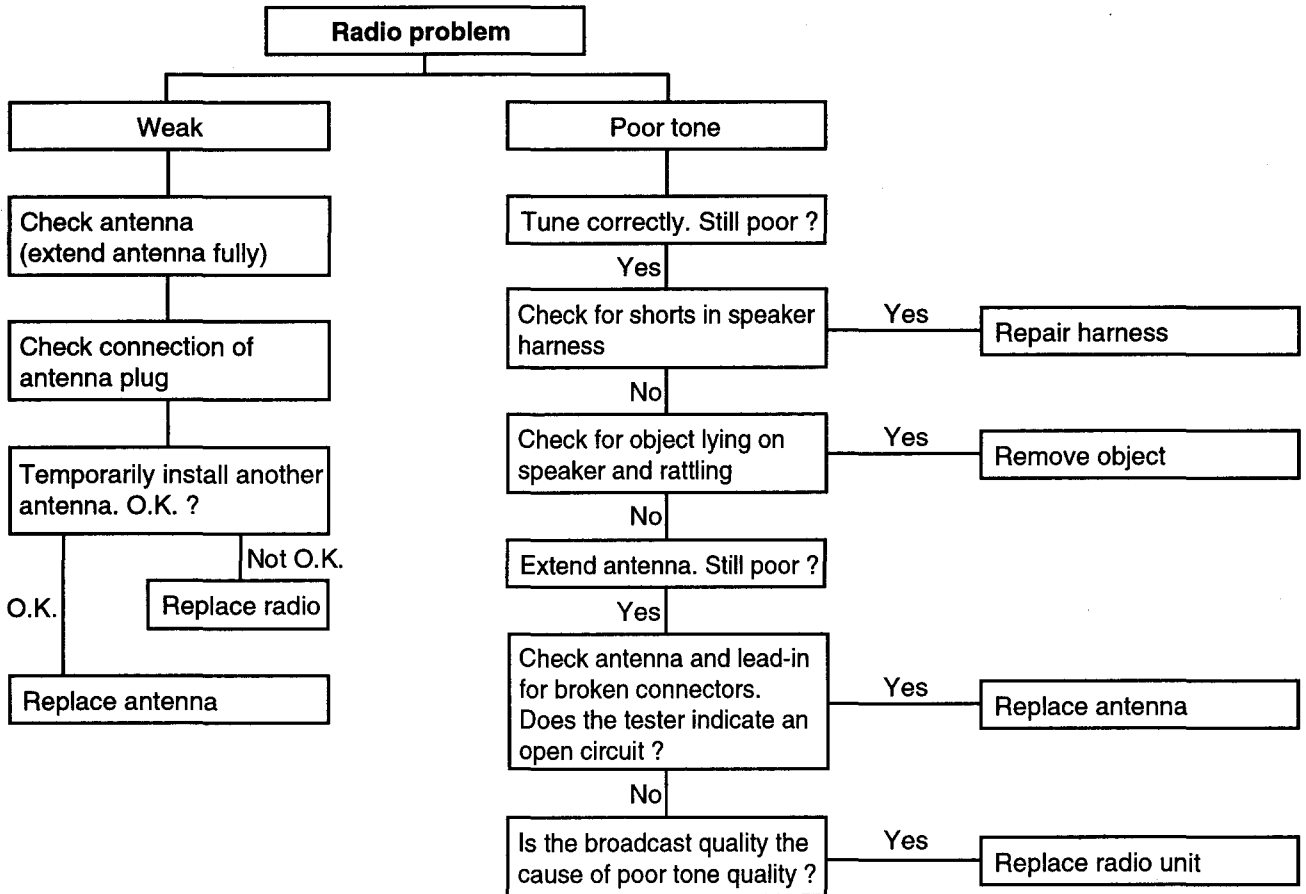 Radio problem
Weak
Check antenna
(extend antenna fully)
Check connection of
antenna plug
Temporarily install another
antenna. O.K. ?
Not O.K.
Replace radio
O.K.
Replace antenna
Poor tone
Tune correctly. Still poor ?
Yes
Check for shorts in speaker
harness
Yes
Repair harness
No
Check for object lying on
speaker and rattling
Yes
Remove object
No
Extend antenna. Still poor ?
Yes
Check antenna and lead-in
for broken connectors.
Does the tester indicate an
open circuit ?
Yes
Replace antenna
No
Is the broadcast quality the
cause of poor tone quality ?
Yes
Replace radio unit